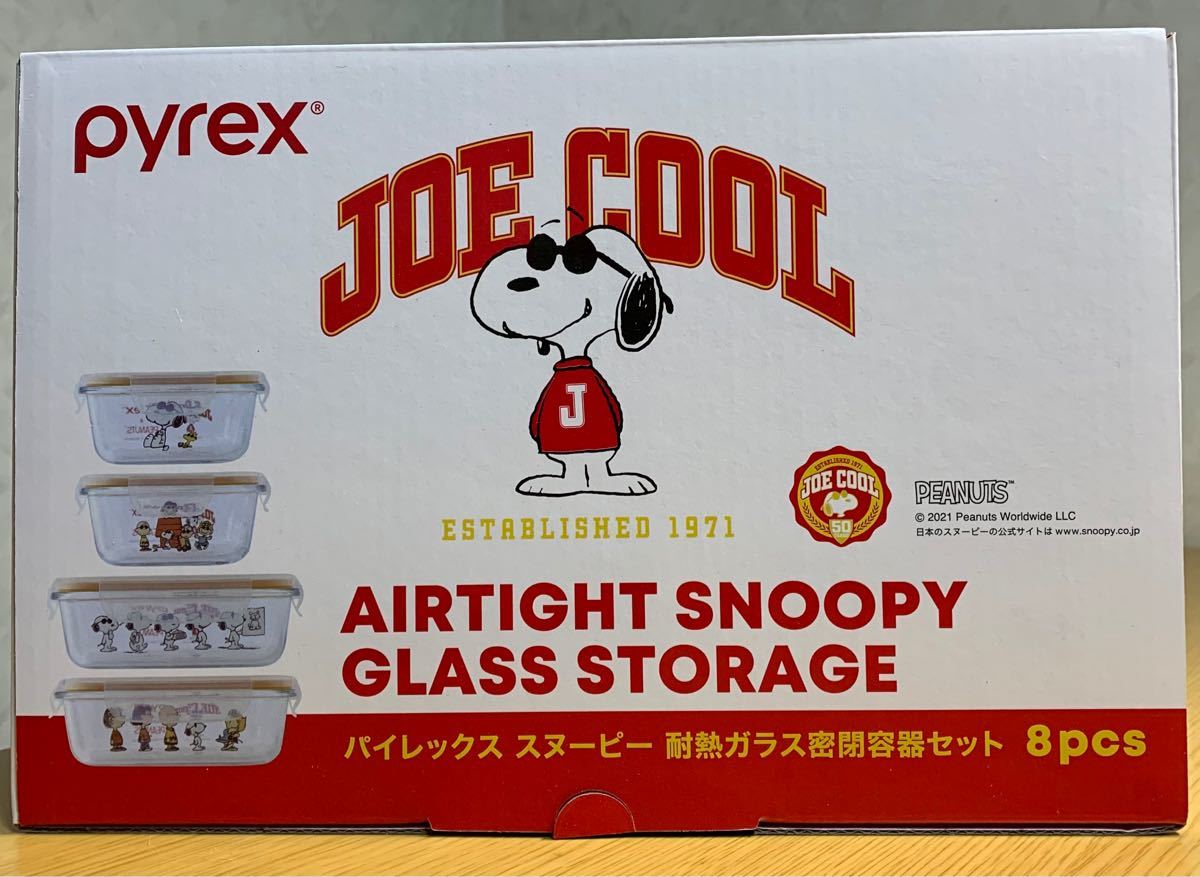 pyrex®
JOE COOL
J
ESTABLISHED 1971
ESTABLISHED 1971
JOE COOL
50
PEANUTS™
© 2021 Peanuts Worldwide LLC
日本のスヌーピーの公式サイトは www.snoopy.co.jp
AIRTIGHT SNOOPY
GLASS STORAGE
パイレックス スヌーピー 耐熱ガラス密閉容器セット 8pcs